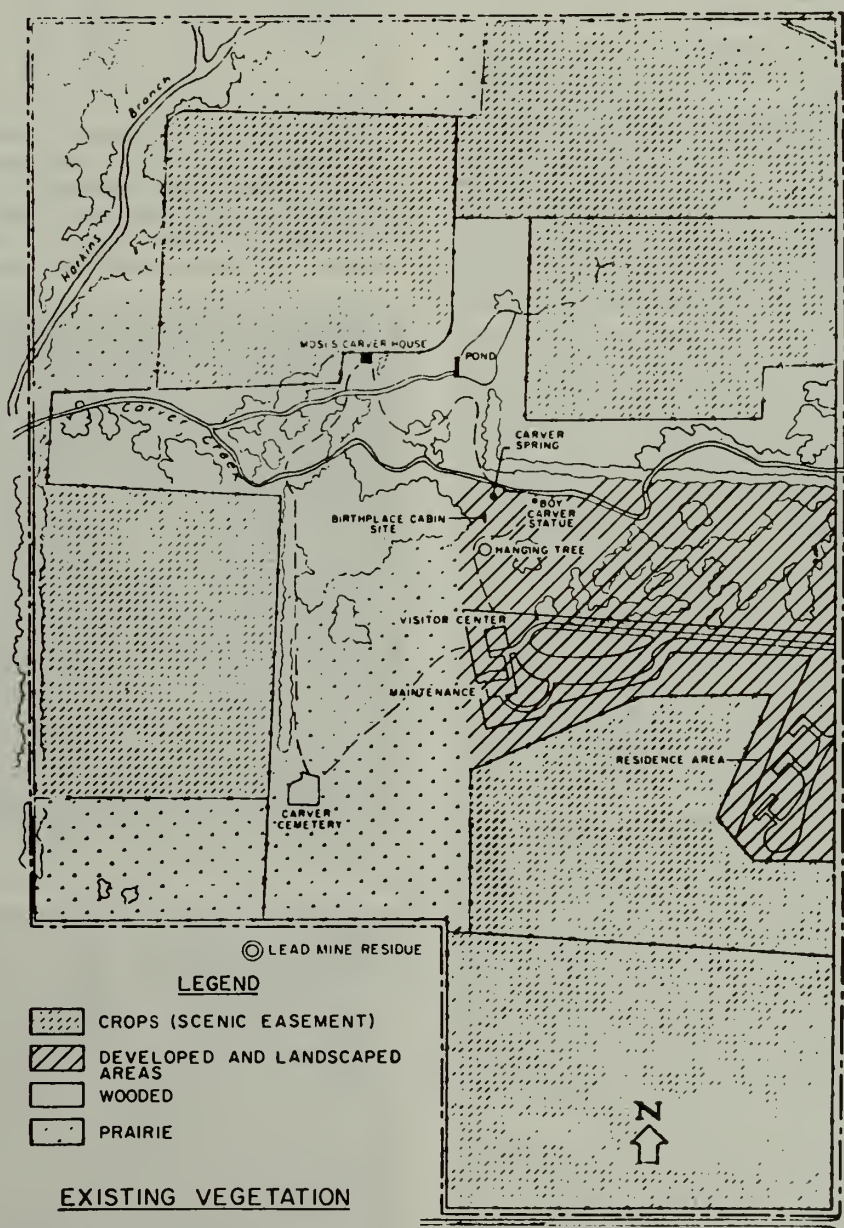 Harkins
Branch
MOSES CARVER HOUSE
POND
Carver Creek
CARVER
SPRING
BOY
CARVER
STATUE
BIRTHPLACE CABIN
SITE
HANGING TREE
VISITOR CENTER
MAINTENANCE
RESIDENCE AREA
CARVER
CEMETERY
LEAD MINE RESIDUE
LEGEND
CROPS (SCENIC EASEMENT)
DEVELOPED AND LANDSCAPED
AREAS
WOODED
PRAIRIE
N
EXISTING VEGETATION